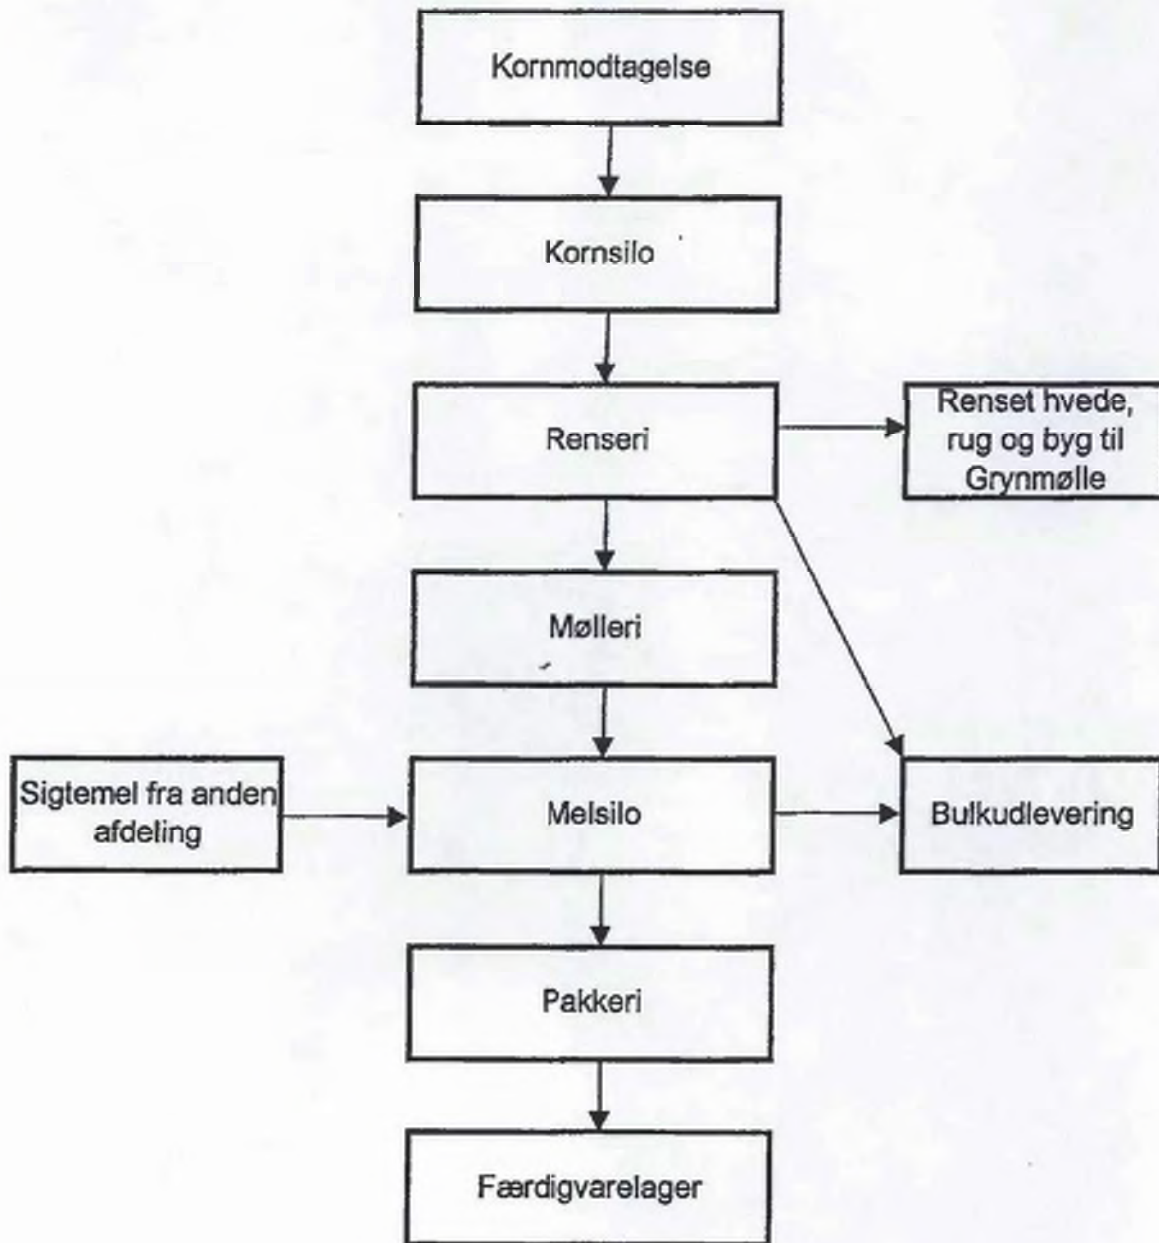 Kornmodtagelse
Kornsilo
Renseri
Renset hvede,
rug og byg til
Grynmølle
Mølleri
Sigtemel fra anden
afdeling
Melsilo
Bulkudlevering
Pakkeri
Færdigvarelager